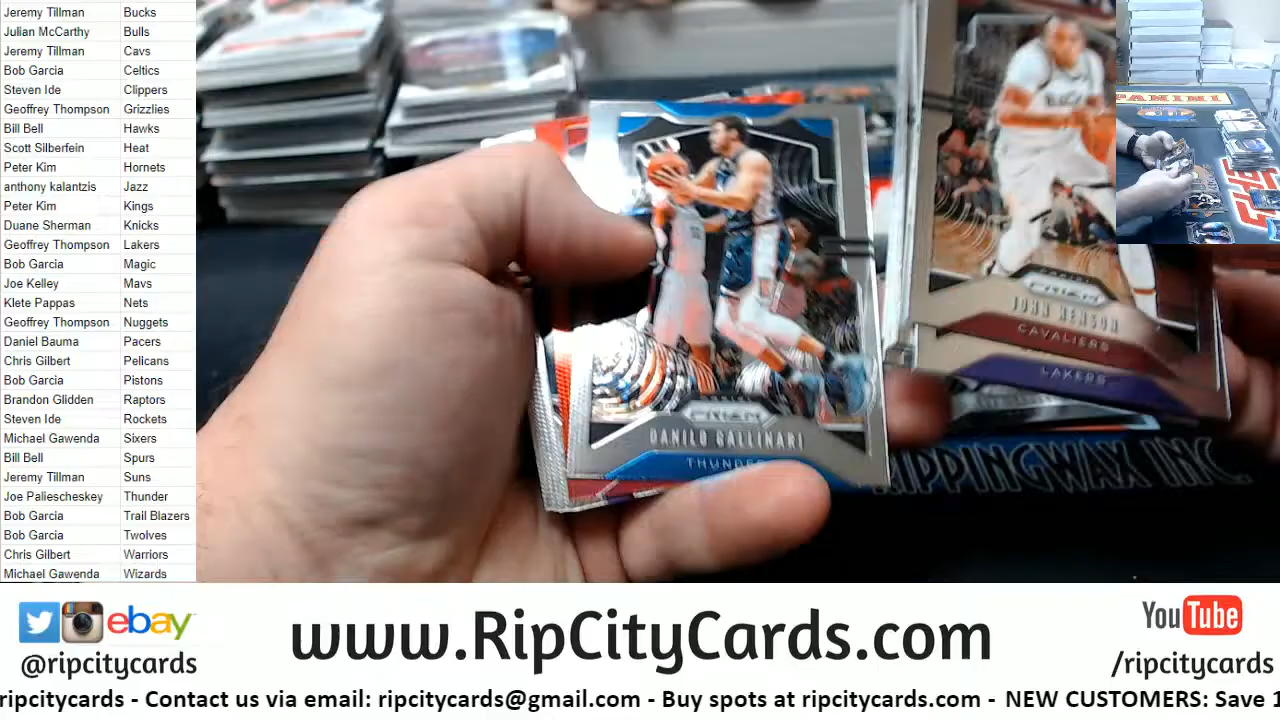 Jeremy Tillman Bucks
Julian McCarthy Bulls
Jeremy Tillman Cavs
Bob Garcia Celtics
Steven Ide Clippers
Geoffrey Thompson Grizzlies
Bill Bell Hawks
Scott Silberfein Heat
Peter Kim Hornets
anthony kalantzis Jazz
Peter Kim Kings
Duane Sherman Knicks
Geoffrey Thompson Lakers
Bob Garcia Magic
Joe Kelley Mavs
Klete Pappas Nets
Geoffrey Thompson Nuggets
Daniel Bauma Pacers
Chris Gilbert Pelicans
Bob Garcia Pistons
Brandon Glidden Raptors
Steven Ide Rockets
Michael Gawenda Sixers
Bill Bell Spurs
Jeremy Tillman Suns
Joe Paliescheskey Thunder
Bob Garcia Trail Blazers
Bob Garcia Twolves
Chris Gilbert Warriors
Michael Gawenda Wizards
PANINI
PRIZM
DANILO GALLINARI
THUNDER
PRIZM
JOHN HENSON
CAVALIERS
LAKERS
RIPPINGWAX INC.
ebay
@ripcitycards
www.RipCityCards.com
YouTube
/ripcitycards
ripcitycards - Contact us via email: ripcitycards@gmail.com - Buy spots at ripcitycards.com - NEW CUSTOMERS: Save 1